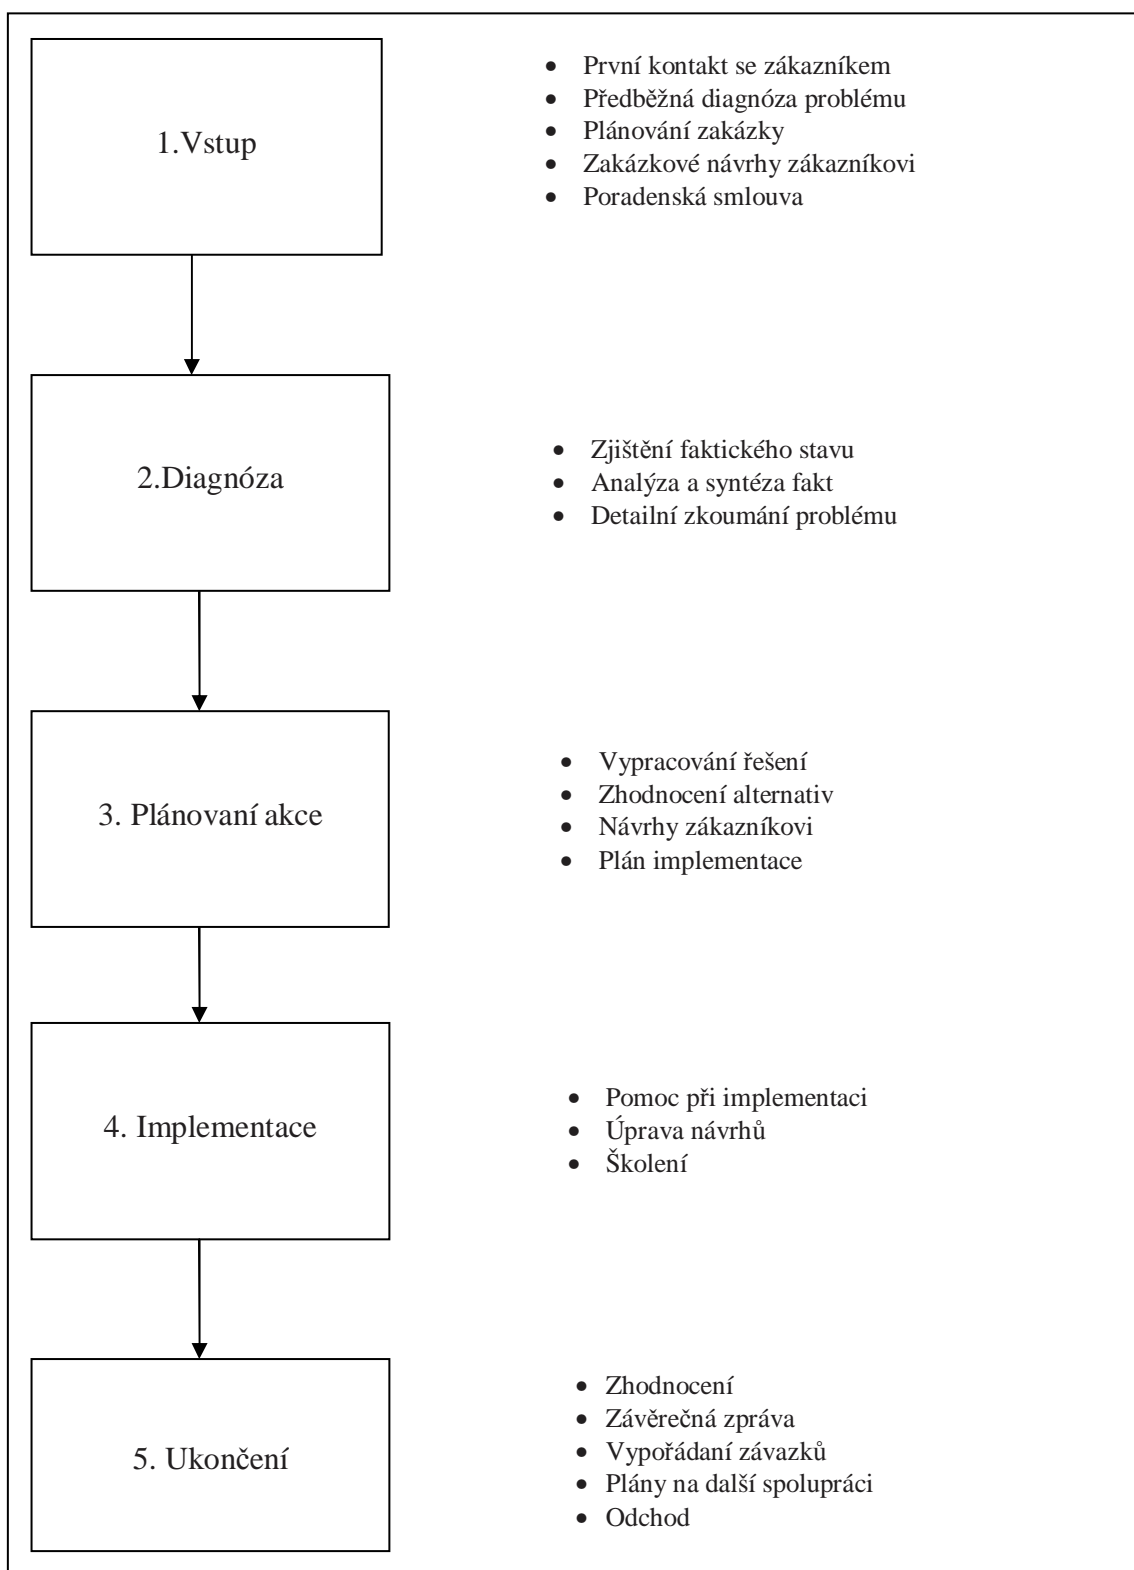 1.Vstup
• První kontakt se zákazníkem
• Předběžná diagnóza problému
• Plánování zakázky
• Zakázkové návrhy zákazníkovi
• Poradenská smlouva
2.Diagnóza
• Zjištění faktického stavu
• Analýza a syntéza fakt
• Detailní zkoumání problému
3. Plánovaní akce
• Vypracování řešení
• Zhodnocení alternativ
• Návrhy zákazníkovi
• Plán implementace
4. Implementace
• Pomoc při implementaci
• Úprava návrhů
• Školení
5. Ukončení
• Zhodnocení
• Závěrečná zpráva
• Vypořádaní závazků
• Plány na další spolupráci
• Odchod